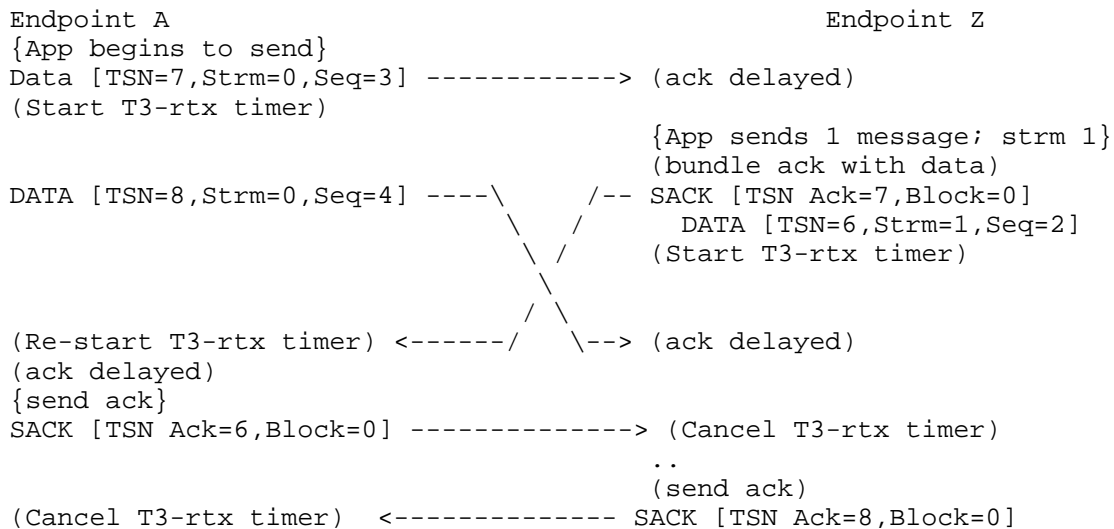 Endpoint A                                         Endpoint Z
{App begins to send}
Data [TSN=7,Strm=0,Seq=3] ------------> (ack delayed)
(Start T3-rtx timer)
                                        {App sends 1 message; strm 1}
                                        (bundle ack with data)
DATA [TSN=8,Strm=0,Seq=4] ----\     /-- SACK [TSN Ack=7,Block=0]
                               \   /      DATA [TSN=6,Strm=1,Seq=2]
                                \ /     (Start T3-rtx timer)
                                 \
                                / \
(Re-start T3-rtx timer) <------/   \--> (ack delayed)
(ack delayed)
{send ack}
SACK [TSN Ack=6,Block=0] --------------> (Cancel T3-rtx timer)
                                        ..
                                        (send ack)
(Cancel T3-rtx timer)  <-------------- SACK [TSN Ack=8,Block=0]